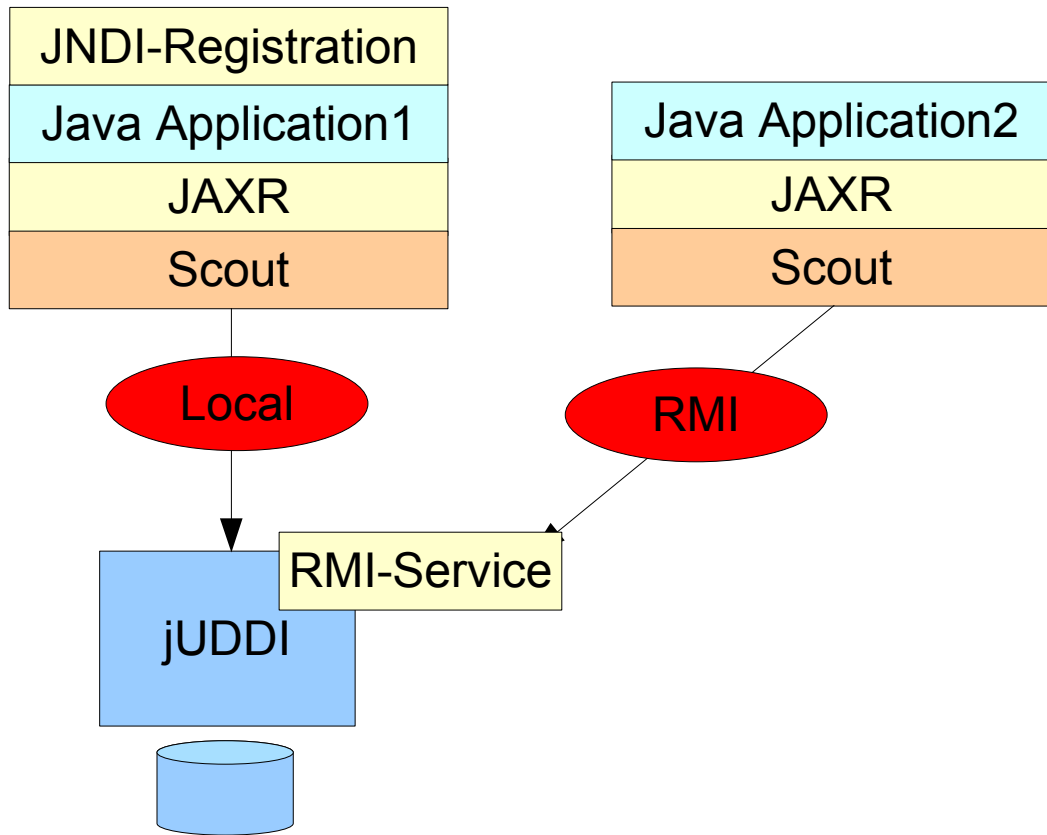 JNDI-Registration
Java Application1
JAXR
Scout
Java Application2
JAXR
Scout
Local
RMI
RMI-Service
jUDDI